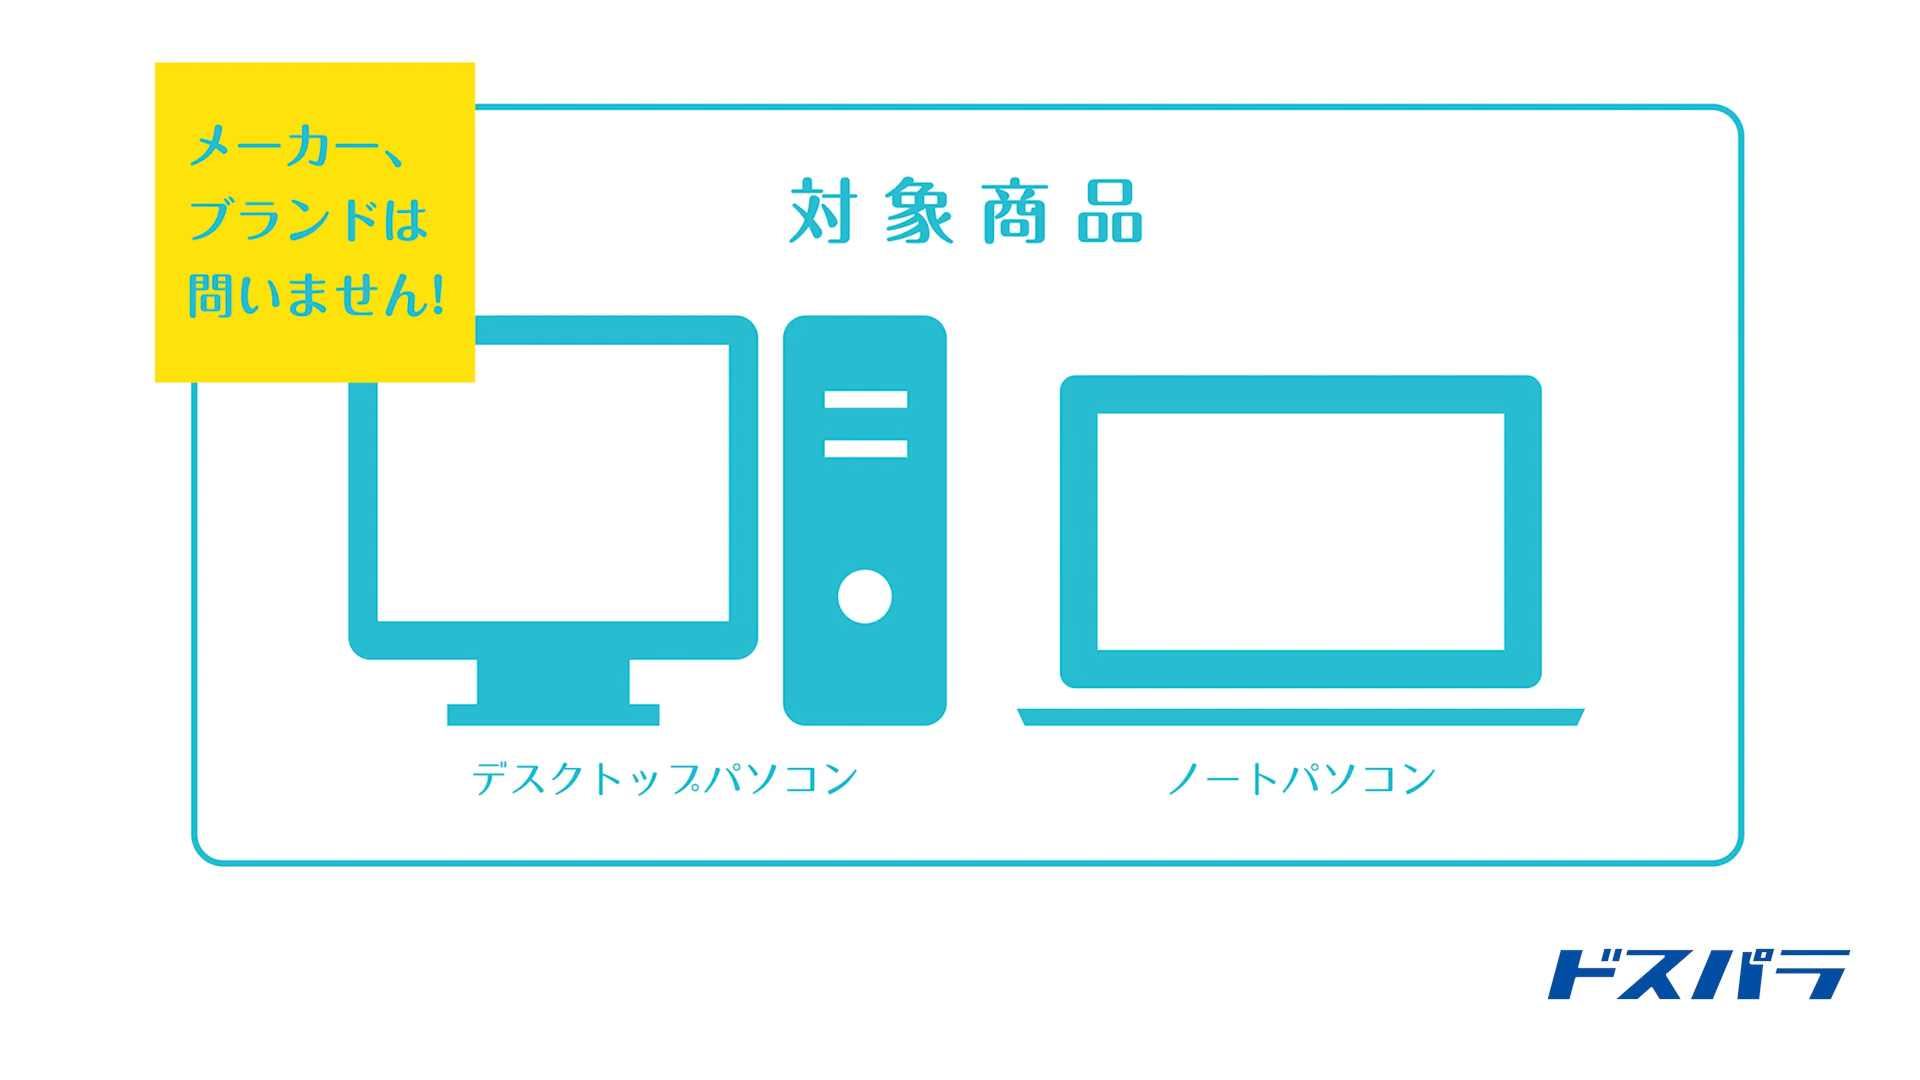 メーカー、
ブランドは
問いません!
対象商品
デスクトップパソコン
ノートパソコン
ドスパラ